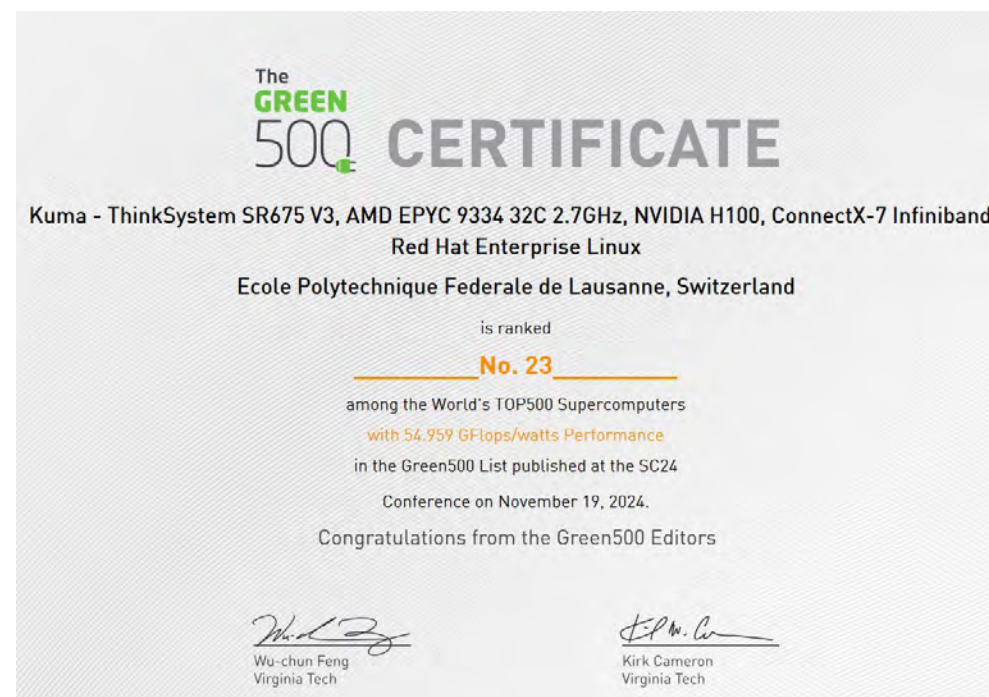 The
GREEN
500 CERTIFICATE
Kuma - ThinkSystem SR675 V3, AMD EPYC 9334 32C 2.7GHz, NVIDIA H100, ConnectX-7 Infiniband
Red Hat Enterprise Linux
Ecole Polytechnique Federale de Lausanne, Switzerland
is ranked
No. 23
among the World's TOP500 Supercomputers
with 54.959 GFlops/watts Performance
in the Green500 List published at the SC24
Conference on November 19, 2024.
Congratulations from the Green500 Editors
Wu-chun Feng
Virginia Tech
Kirk Cameron
Virginia Tech